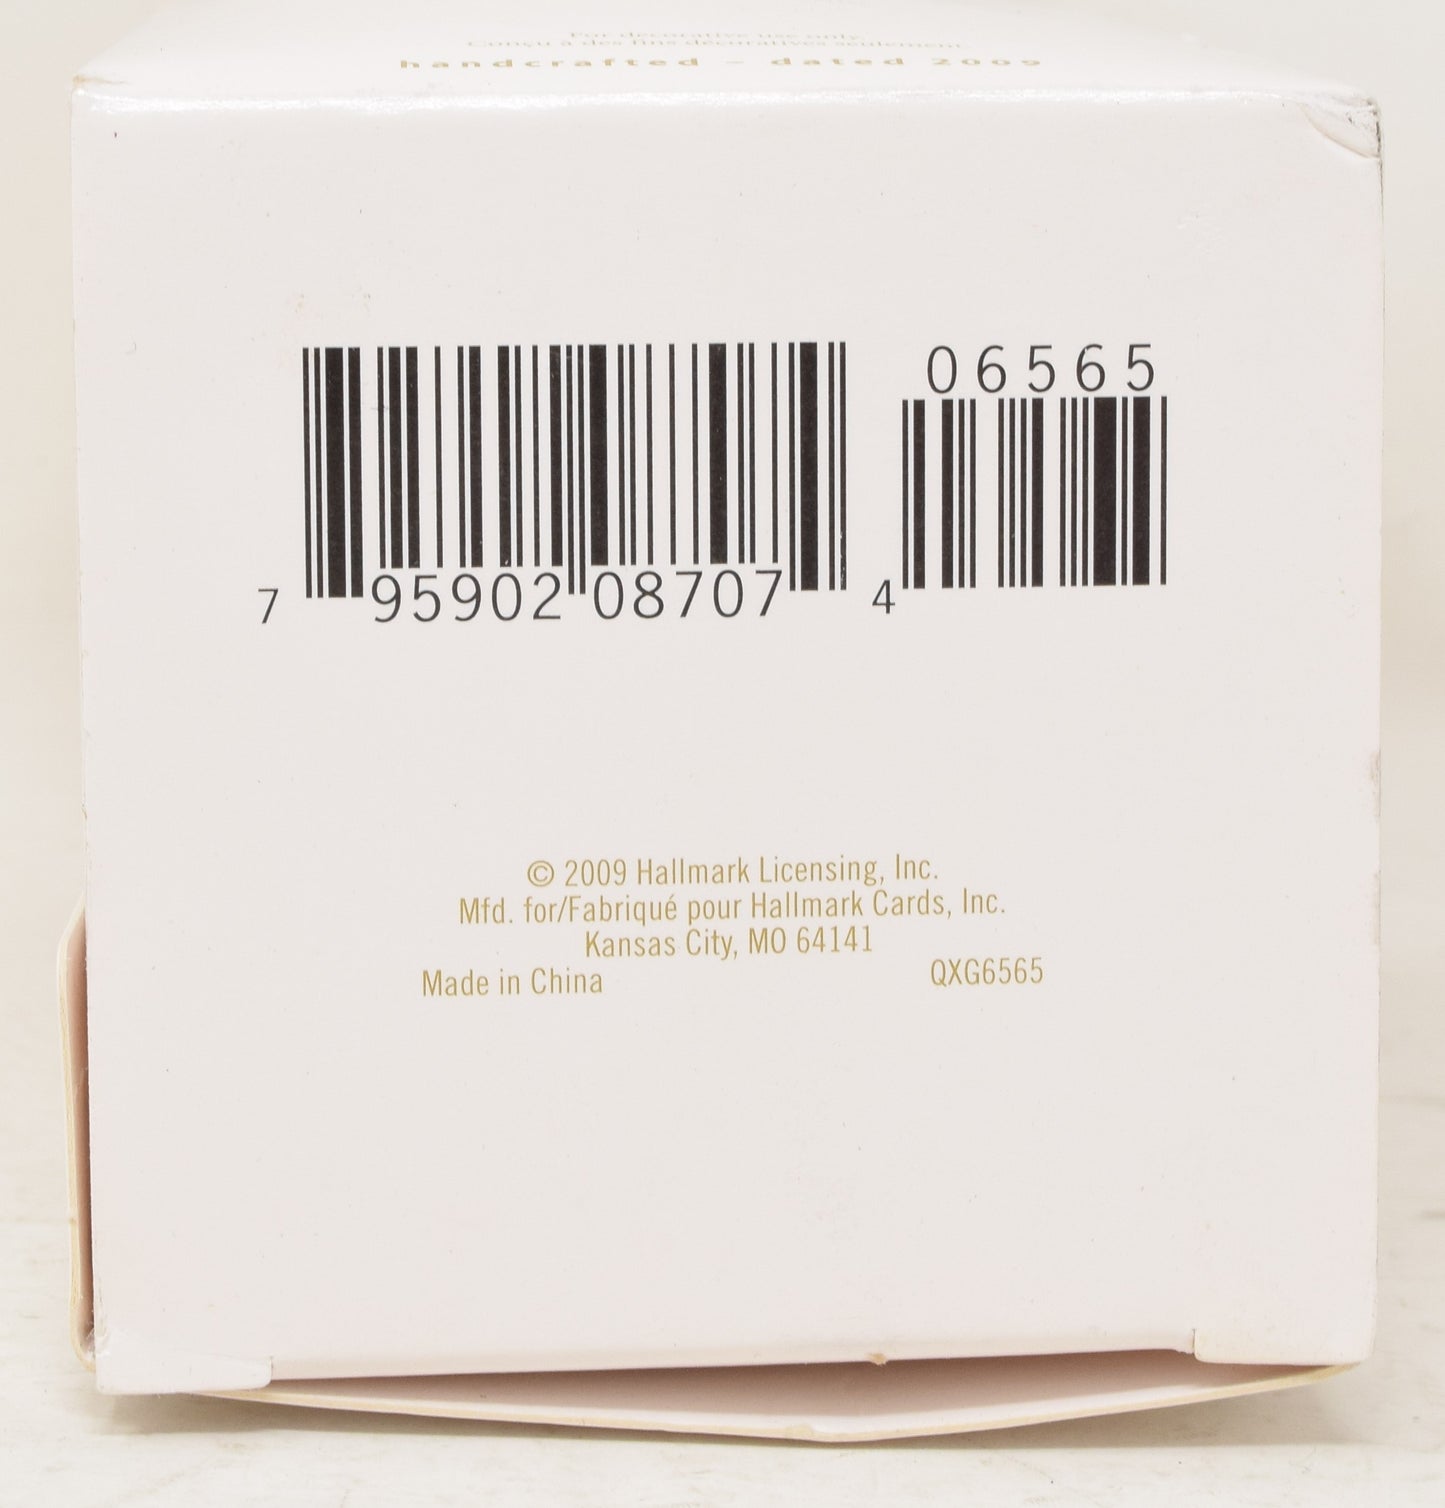 For decorative use only.
Conçu à des fins décoratives seulement.
handcrafted – dated 2009
06565
7 95902 08707 4
© 2009 Hallmark Licensing, Inc.
Mfd. for/Fabriqué pour Hallmark Cards, Inc.
Kansas City, MO 64141
Made in China QXG6565